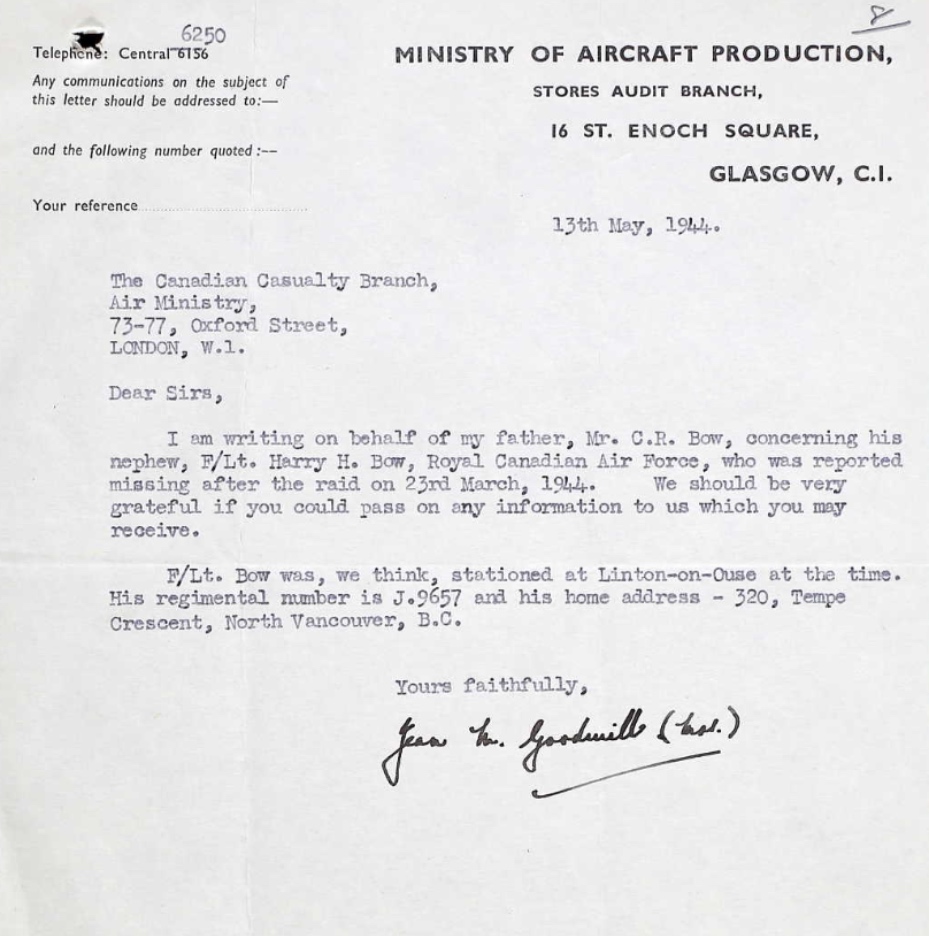 8
6250
Telephone: Central 6156
MINISTRY OF AIRCRAFT PRODUCTION,
STORES AUDIT BRANCH,
16 ST. ENOCH SQUARE,
GLASGOW, C.I.
Any communications on the subject of
this letter should be addressed to:—
and the following number quoted :--
Your reference
13th May, 1944.
The Canadian Casualty Branch,
Air Ministry,
73-77, Oxford Street,
LONDON, W.1.
Dear Sirs,
I am writing on behalf of my father, Mr. C.R. Bow, concerning his
nephew, F/Lt. Harry H. Bow, Royal Canadian Air Force, who was reported
missing after the raid on 23rd March, 1944. We should be very
grateful if you could pass on any information to us which you may
receive.
F/Lt. Bow was, we think, stationed at Linton-on-Ouse at the time.
His regimental number is J.9657 and his home address - 320, Tempe
Crescent, North Vancouver, B.C.
Yours faithfully,
Jean M. Goodwill (Mrs.)